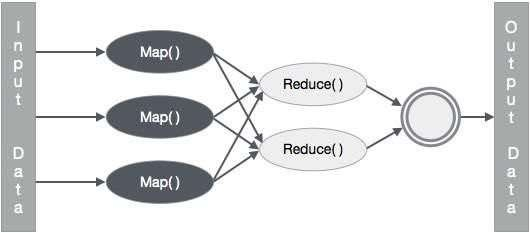 Input Data
Map()
Map()
Map()
Reduce()
Reduce()
Output Data